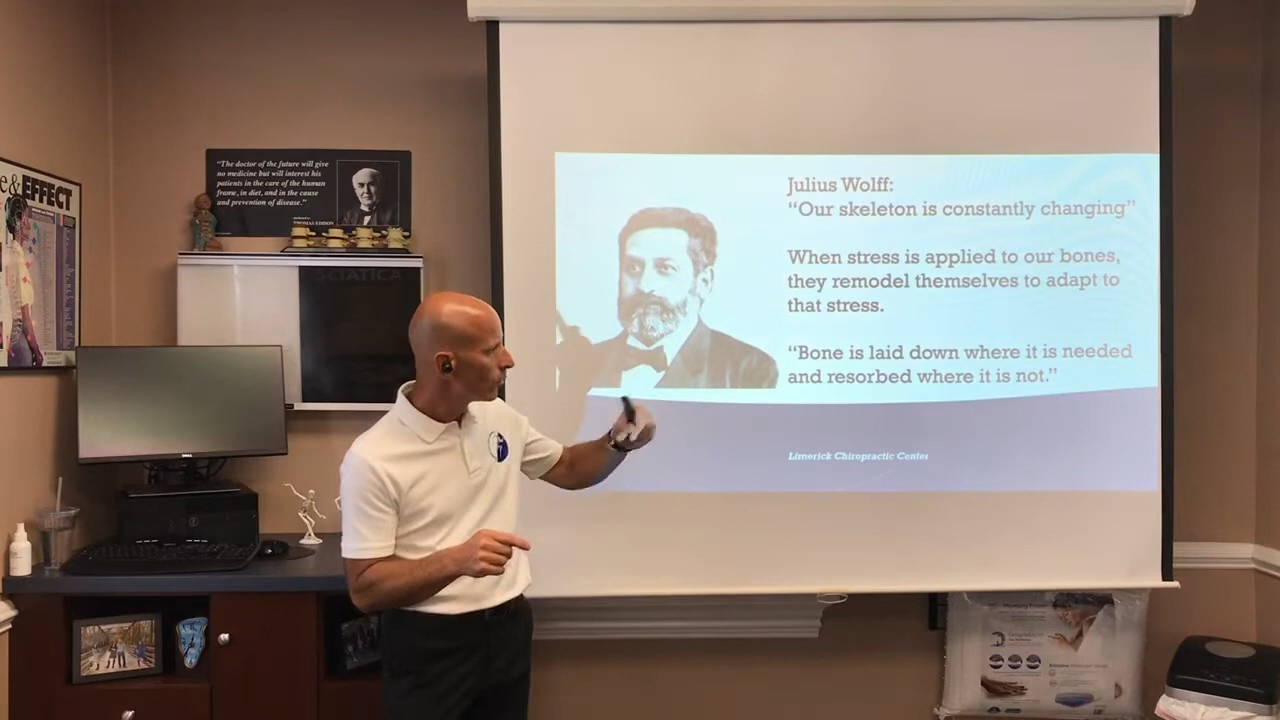 e&EFFECT
“The doctor of the future will give
no medicine but will interest his
patients in the care of the human
frame, in diet, and in the cause
and prevention of disease.”
THOMAS EDISON
SCIATICA
DELL
Julius Wolff:
“Our skeleton is constantly changing”
When stress is applied to our bones,
they remodel themselves to adapt to
that stress.
“Bone is laid down where it is needed
and resorbed where it is not.”
Limerick Chiropractic Center